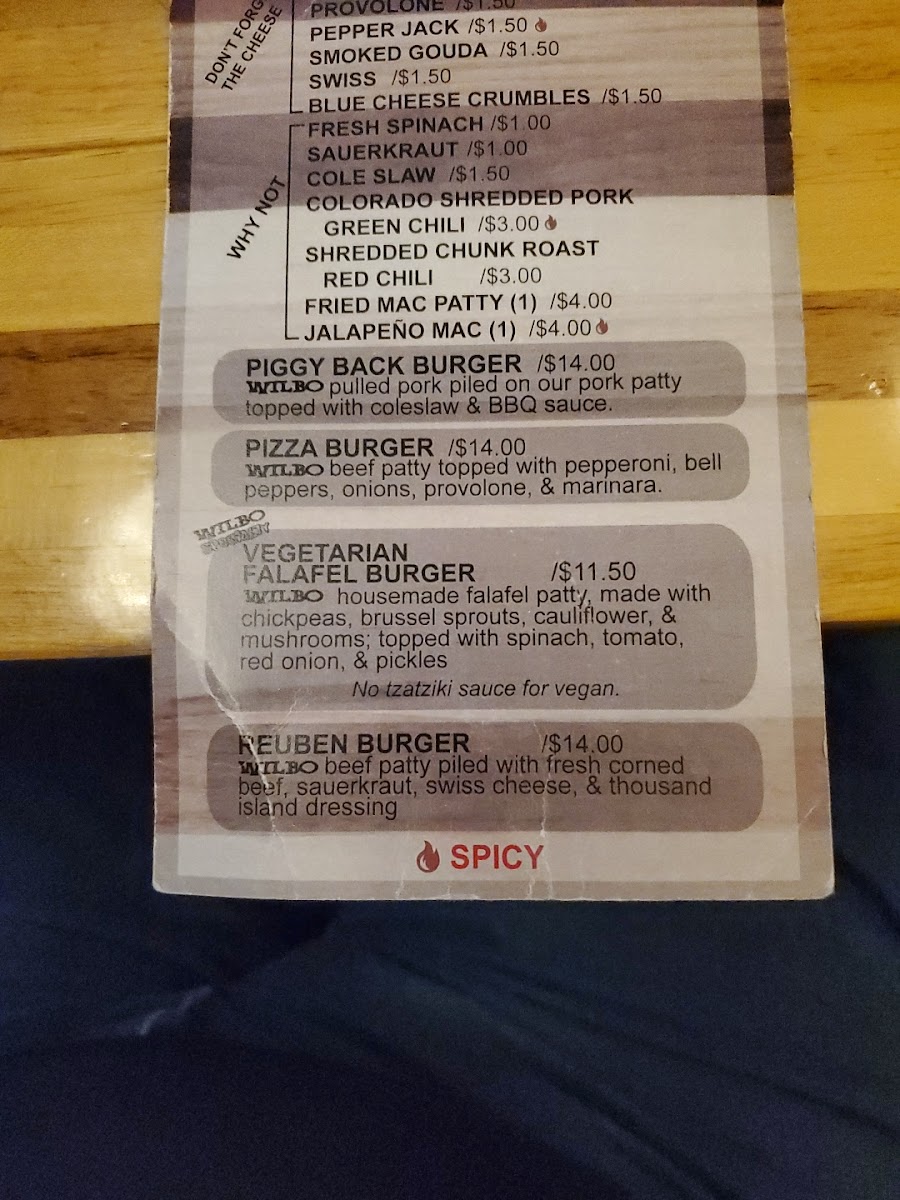 DON'T FORG
THE CHEESE
PROVOLONE /$1.50
PEPPER JACK /$1.50
SMOKED GOUDA /$1.50
SWISS /$1.50
BLUE CHEESE CRUMBLES /$1.50
WHY NOT
FRESH SPINACH /$1.00
SAUERKRAUT /$1.00
COLE SLAW /$1.50
COLORADO SHREDDED PORK
GREEN CHILI /$3.00
SHREDDED CHUNK ROAST
RED CHILI /$3.00
FRIED MAC PATTY (1) /$4.00
JALAPEÑO MAC (1) /$4.00
PIGGY BACK BURGER /$14.00
WILBO pulled pork piled on our pork patty
topped with coleslaw & BBQ sauce.
PIZZA BURGER /$14.00
WILBO beef patty topped with pepperoni, bell
peppers, onions, provolone, & marinara.
WILBO
VEGETARIAN
FALAFEL BURGER /$11.50
WILBO housemade falafel patty, made with
chickpeas, brussel sprouts, cauliflower, &
mushrooms; topped with spinach, tomato,
red onion, & pickles
No tzatziki sauce for vegan.
REUBEN BURGER /$14.00
WILBO beef patty piled with fresh corned
beef, sauerkraut, swiss cheese, & thousand
island dressing
SPICY